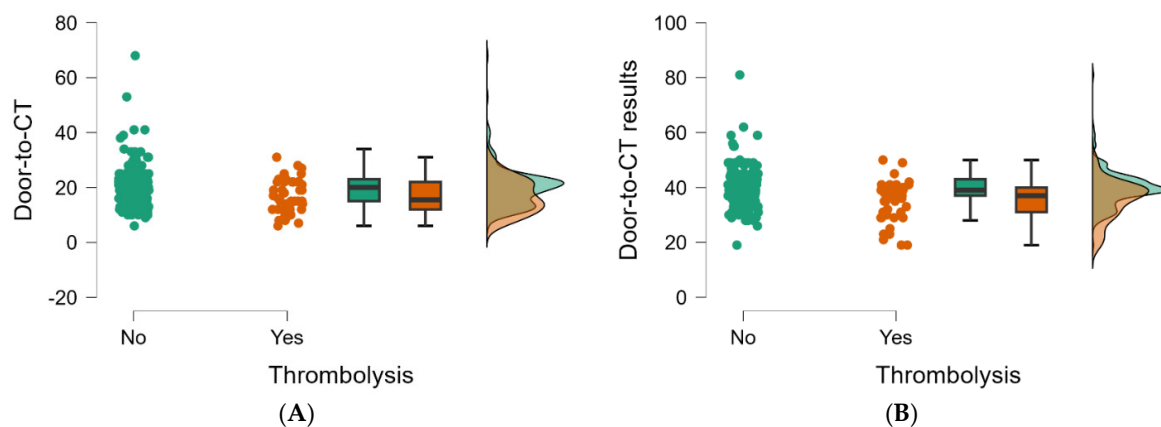 80
60
40
20
0
-20
Door-to-CT
No
Yes
Thrombolysis
(A)
100
80
60
40
20
0
Door-to-CT results
No
Yes
Thrombolysis
(B)